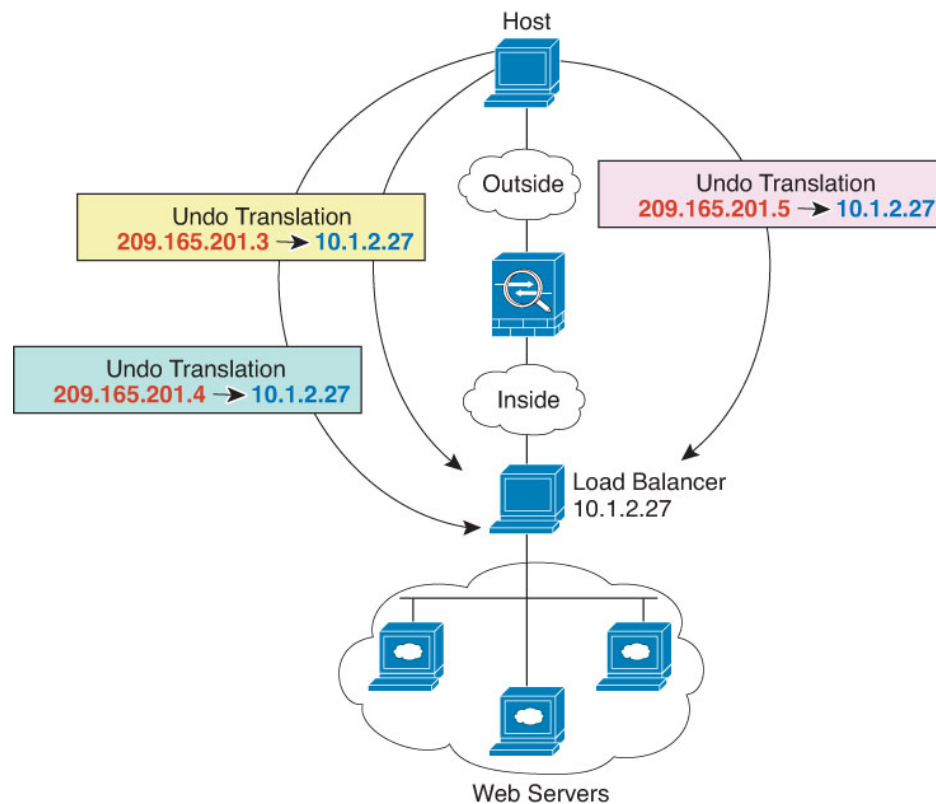 Host
Outside
Undo Translation
209.165.201.3 → 10.1.2.27
Undo Translation
209.165.201.5 → 10.1.2.27
Undo Translation
209.165.201.4 → 10.1.2.27
Inside
Load Balancer
10.1.2.27
Web Servers